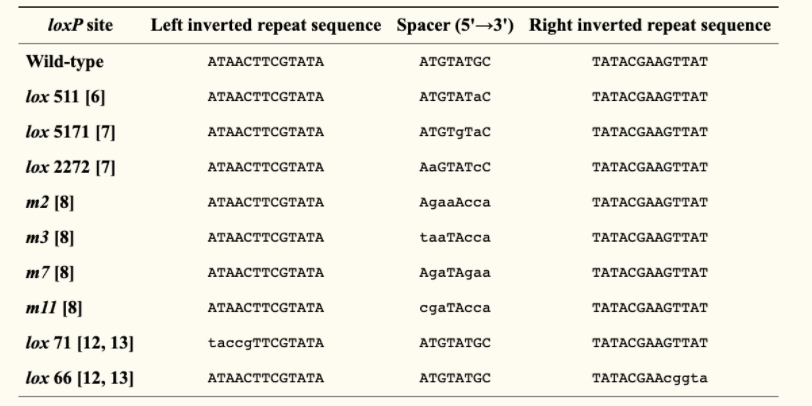 loxP site Left inverted repeat sequence Spacer (5'→3') Right inverted repeat sequence
Wild-type ATAACTTCGTATA ATGTATGC TATACGAAGTTAT
lox 511 [6] ATAACTTCGTATA ATGTATaC TATACGAAGTTAT
lox 5171 [7] ATAACTTCGTATA ATGTgTaC TATACGAAGTTAT
lox 2272 [7] ATAACTTCGTATA AaGTATcC TATACGAAGTTAT
m2 [8] ATAACTTCGTATA AgaaAcca TATACGAAGTTAT
m3 [8] ATAACTTCGTATA taaTAcca TATACGAAGTTAT
m7 [8] ATAACTTCGTATA AgaTAgaa TATACGAAGTTAT
m11 [8] ATAACTTCGTATA cgaTAcca TATACGAAGTTAT
lox 71 [12, 13] taccgTTCGTATA ATGTATGC TATACGAAGTTAT
lox 66 [12, 13] ATAACTTCGTATA ATGTATGC TATACGAAcggta